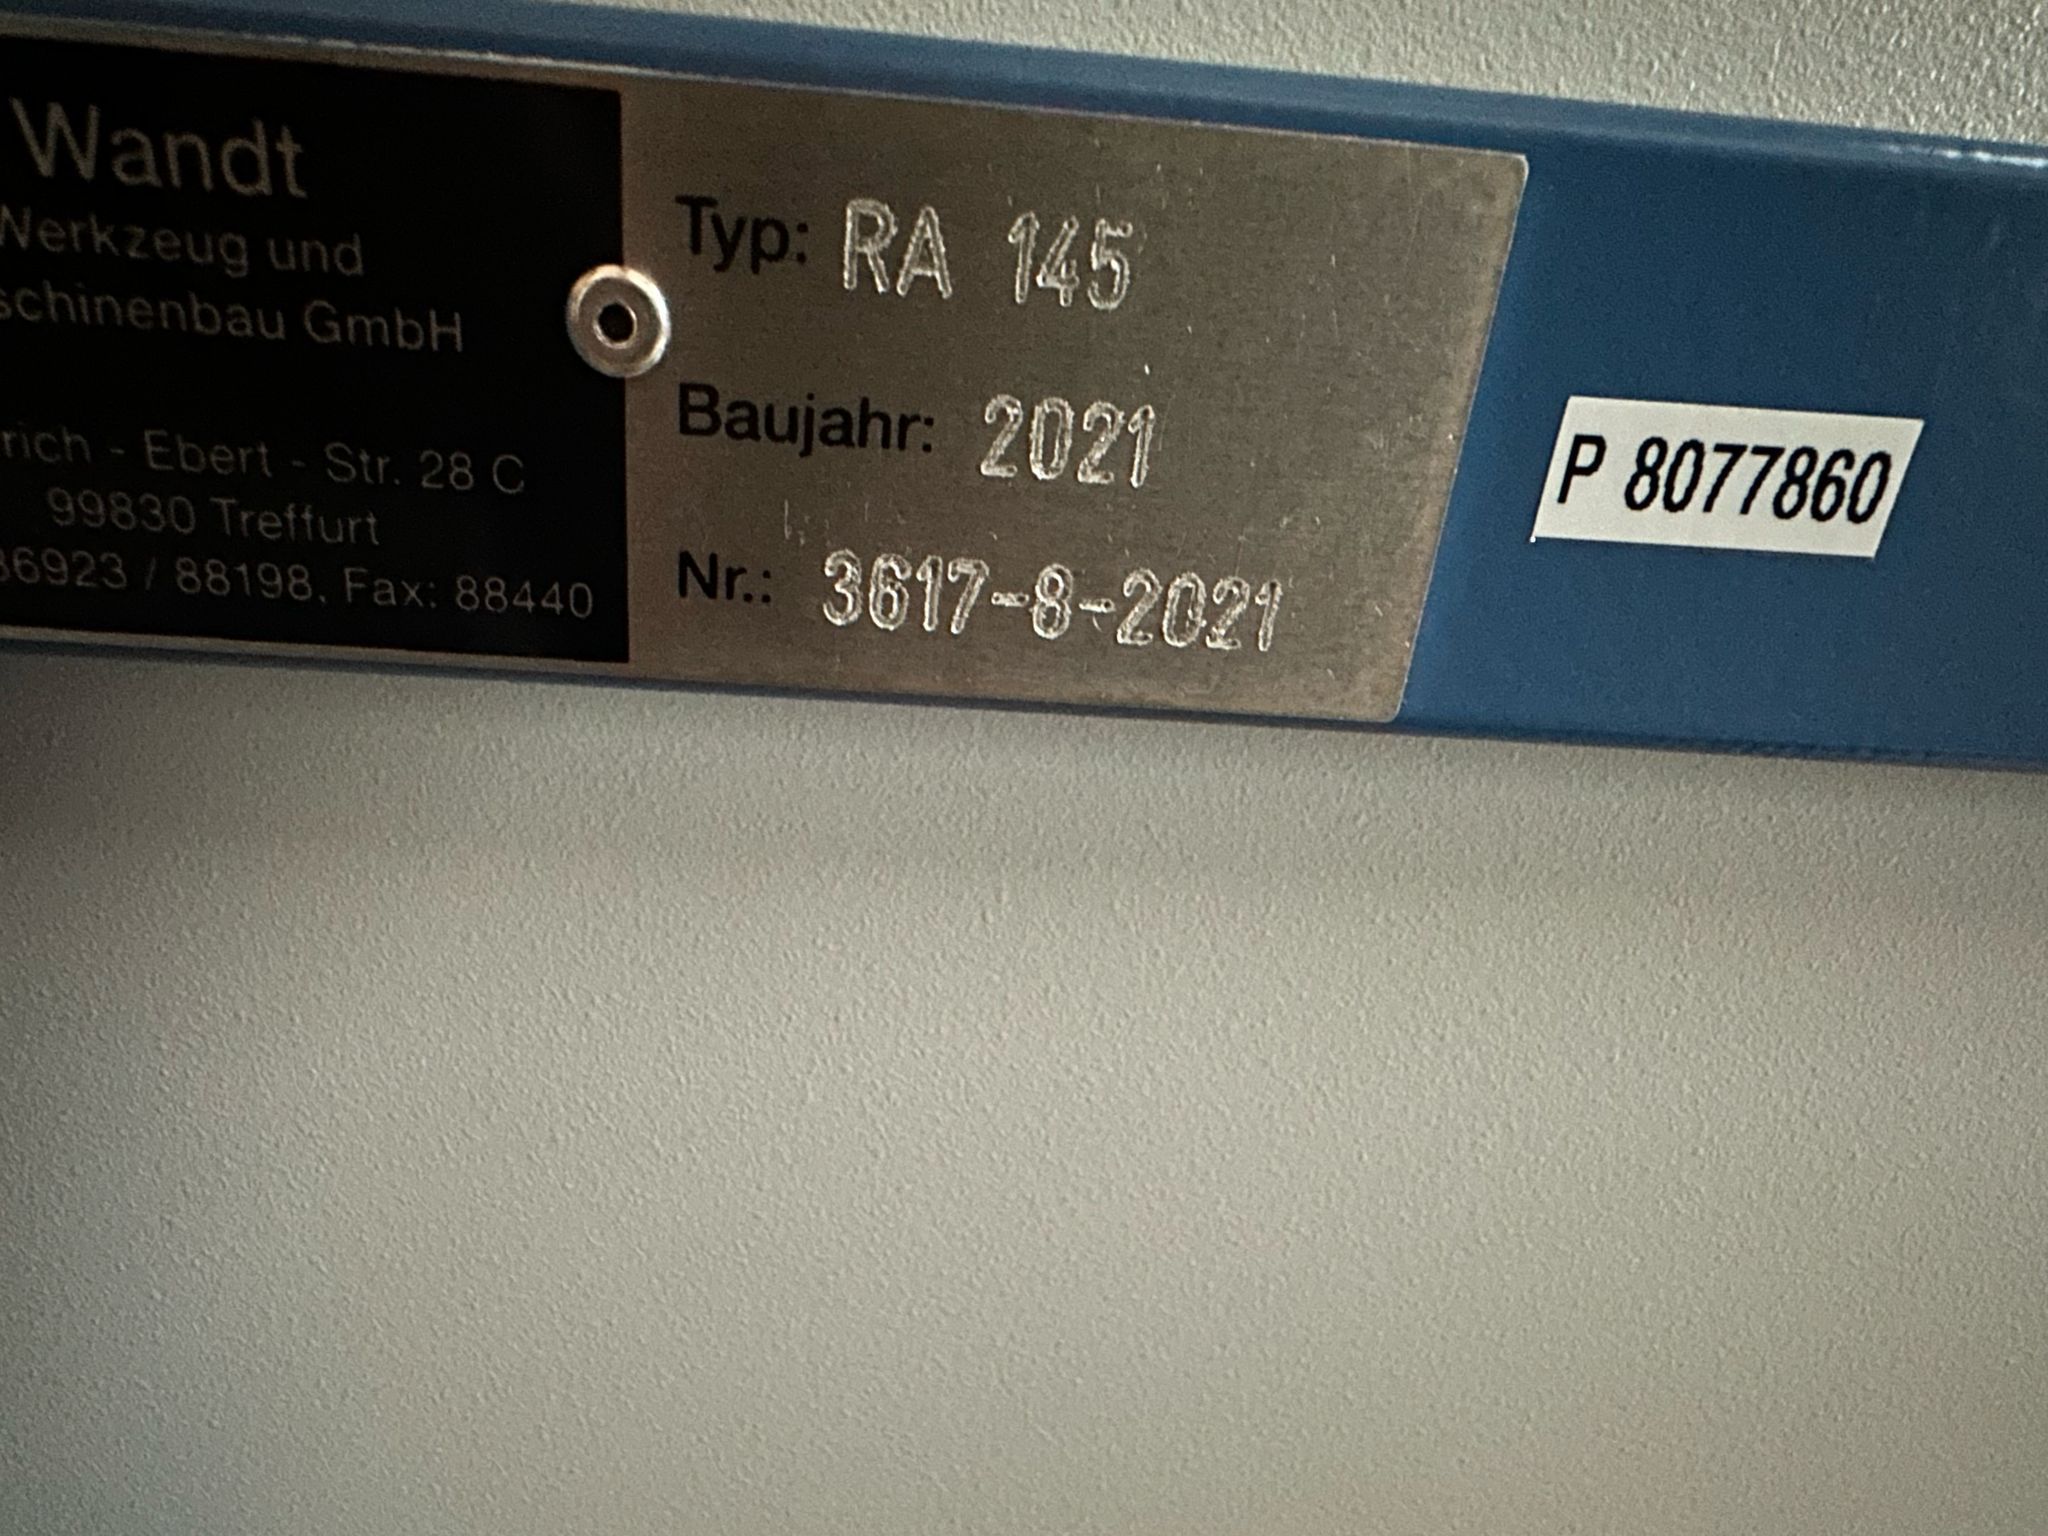 Wandt
Werkzeug und
schinenbau GmbH
rich - Ebert - Str. 28 C
99830 Treffurt
36923 / 88198, Fax: 88440
Typ: RA 145
Baujahr: 2021
Nr.: 3617-8-2021
P 8077860